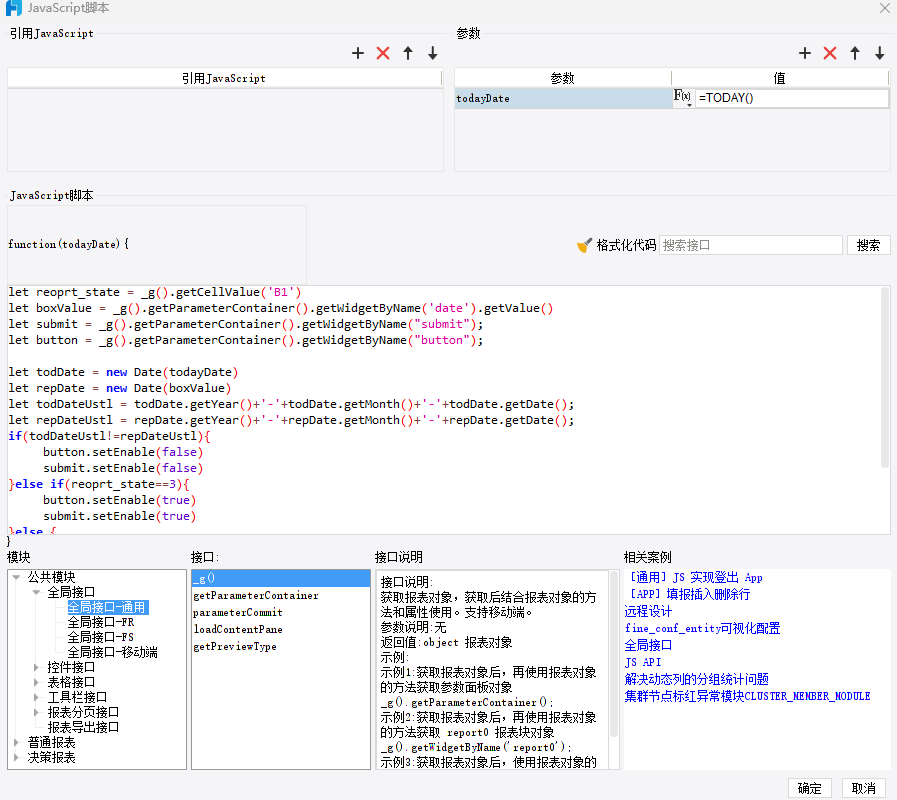 JavaScript脚本
引用JavaScript
参数
引用JavaScript
参数
值
todayDate
F(x)
=TODAY()
JavaScript脚本
function(todayDate){
格式化代码
搜索接口
搜索
let reoprt_state = _g().getCellValue('B1')
let boxValue = _g().getParameterContainer().getWidgetByName('date').getValue()
let submit = _g().getParameterContainer().getWidgetByName("submit");
let button = _g().getParameterContainer().getWidgetByName("button");
let todDate = new Date(todayDate)
let repDate = new Date(boxValue)
let todDateUstl = todDate.getYear()+'-'+todDate.getMonth()+'-'+todDate.getDate();
let repDateUstl = repDate.getYear()+'-'+repDate.getMonth()+'-'+repDate.getDate();
if(todDateUstl!=repDateUstl){
button.setEnable(false)
submit.setEnable(false)
}else if(reoprt_state==3){
button.setEnable(true)
submit.setEnable(true)
}else {
}
模块
公共模块
全局接口
全局接口-通用
全局接口-FR
全局接口-FS
全局接口-移动端
控件接口
表格接口
工具栏接口
报表分页接口
报表导出接口
普通报表
决策报表
接口:
_g()
getParameterContainer
parameterCommit
loadContentPane
getPreviewType
接口说明
接口说明:
获取报表对象，获取后结合报表对象的方
法和属性使用。支持移动端。
参数说明:无
返回值:object 报表对象
示例:
示例1:获取报表对象后，再使用报表对象
的方法获取参数面板对象
_g().getParameterContainer();
示例2:获取报表对象后，再使用报表对象
的方法获取 report0 报表块对象
_g().getWidgetByName('report0');
示例3:获取报表对象后，使用报表对象的
相关案例
[通用]JS 实现登出 App
[APP]填报插入删除行
远程设计
fine_conf_entity可视化配置
全局接口
JS API
解决动态列的分组统计问题
集群节点标红异常模块CLUSTER_MEMBER_MODULE
确定
取消